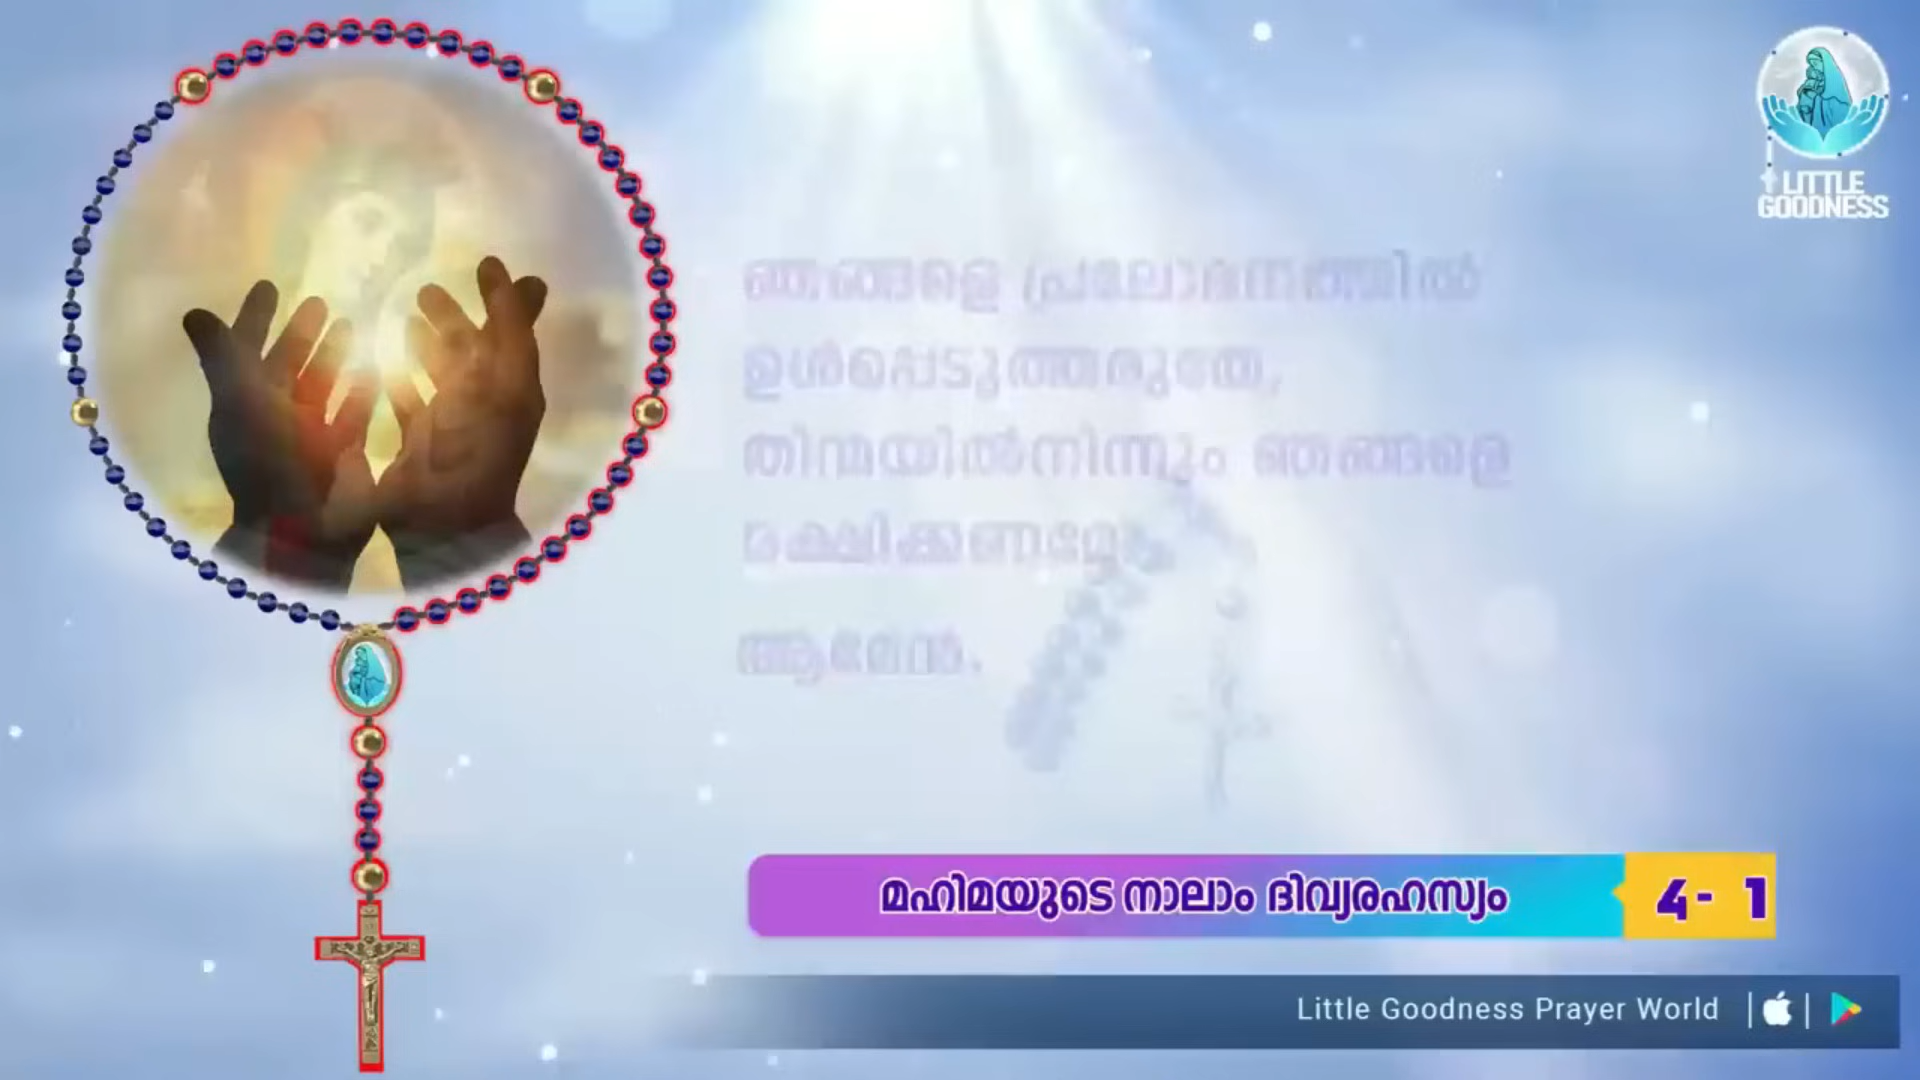 LITTLE
GOODNESS
ഞങ്ങളെ പ്രലോഭനത്തിൽ
ഉൾപ്പെടുത്തരുതേ,
തിന്മയിൽനിന്നും ഞങ്ങളെ
രക്ഷിക്കണമേ
ആമേൻ.
മഹിമയുടെ നാലാം ദിവ്യരഹസ്യം 4- 1
Little Goodness Prayer World